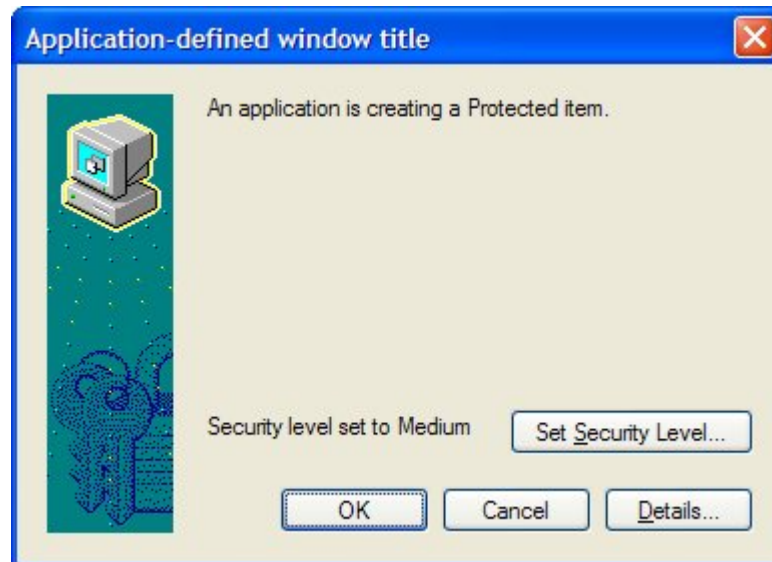 Application-defined window title
An application is creating a Protected item.
Security level set to Medium
Set Security Level...
OK
Cancel
Details...